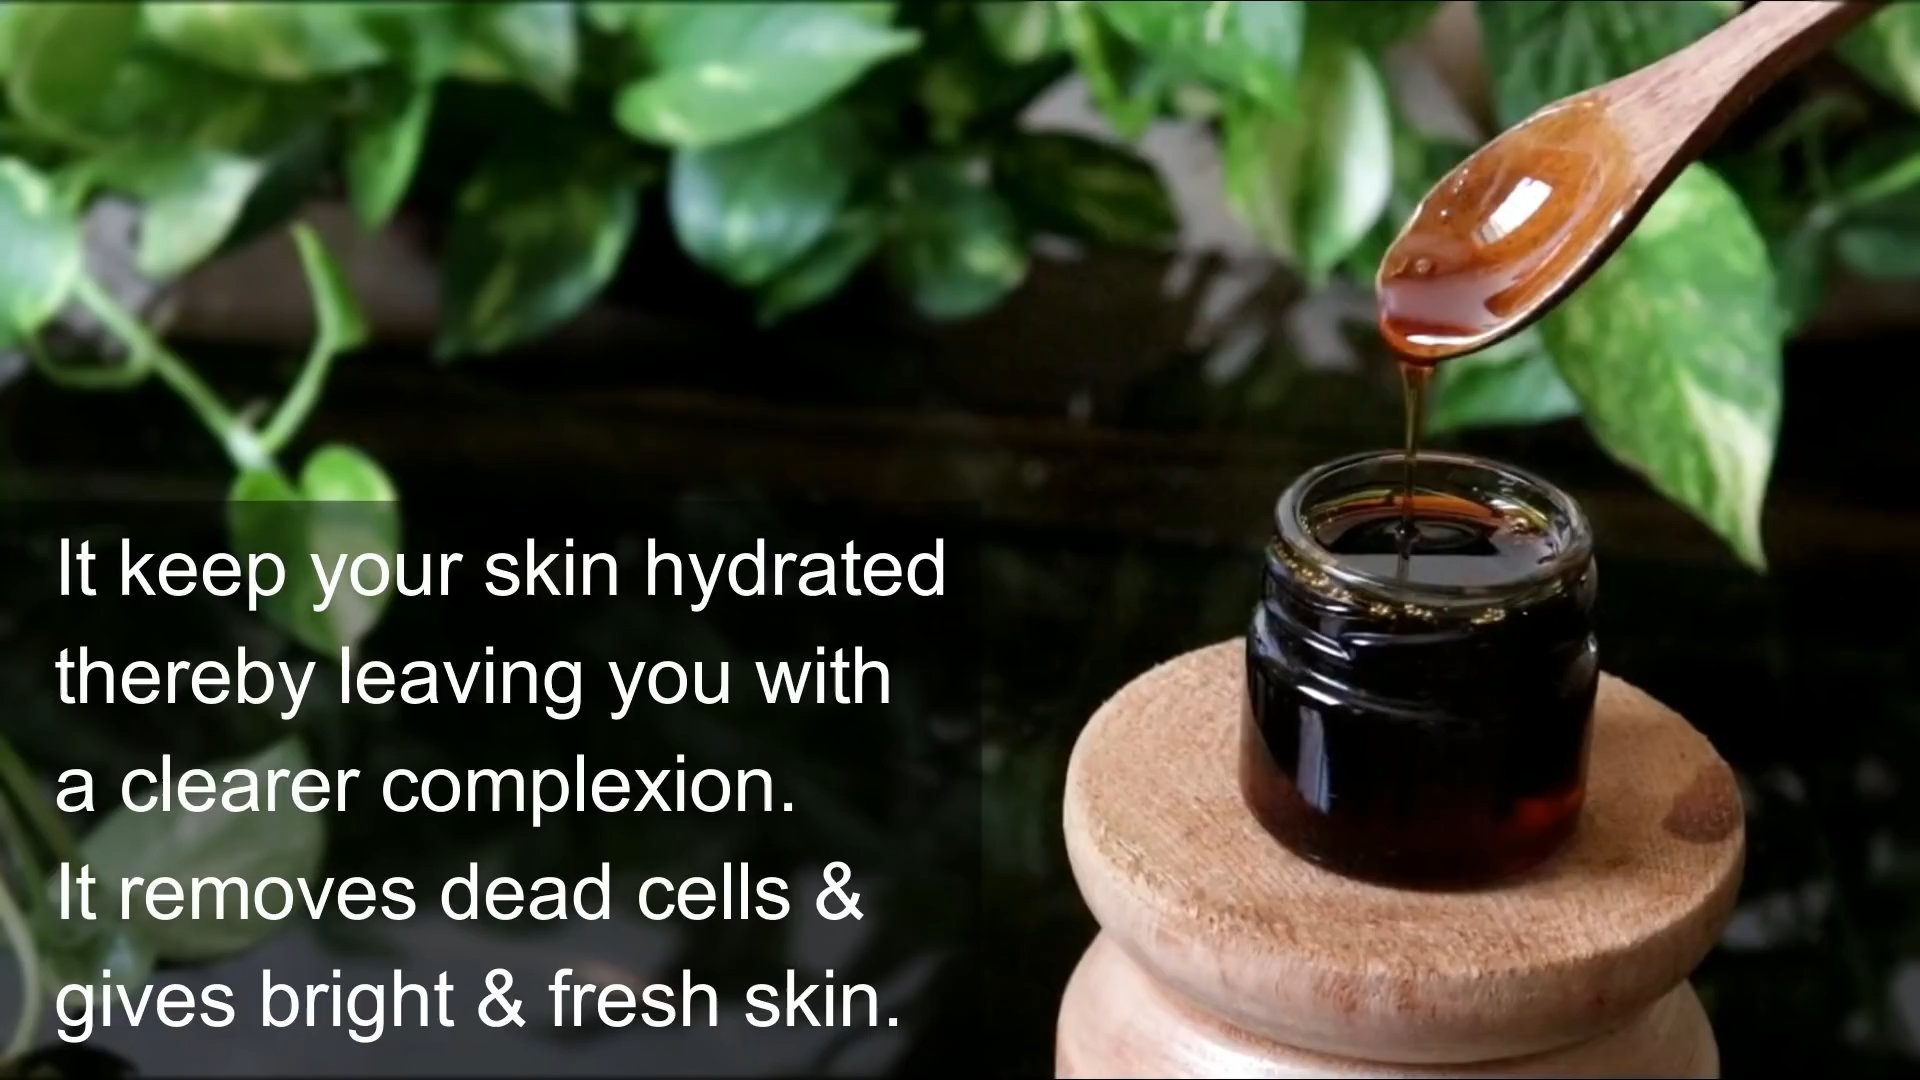 It keep your skin hydrated
thereby leaving you with
a clearer complexion.
It removes dead cells &
gives bright & fresh skin.